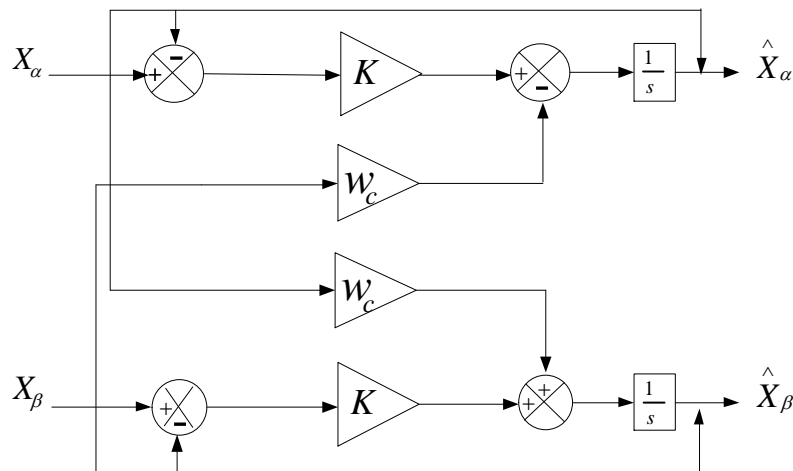 X_α + - K + - 1/s X̂_α
w_c
w_c
X_β + - K + + 1/s X̂_β